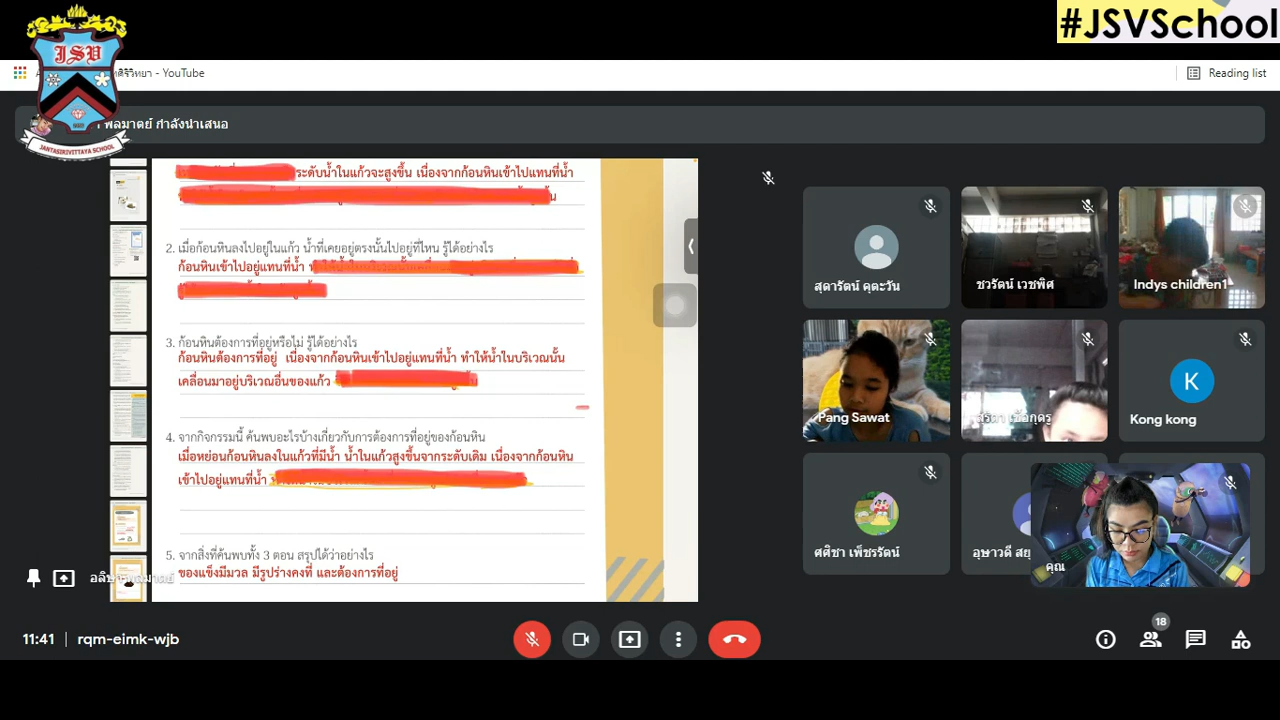 #JSVSchool
JSV
JANTASIRIVITTAYA SCHOOL
- YouTube
Reading list
พลมาตย์ กำลังนำเสนอ
ระดับน้ำในแก้วจะสูงขึ้น เนื่องจากก้อนหินเข้าไปแทนที่น้ำ
2. เมื่อก้อนหินลงไปอยู่ในแก้ว น้ำที่เคยอยู่ตรงนั้นไปอยู่ที่ไหน รู้ได้อย่างไร
ก้อนหินเข้าไปอยู่แทนที่น้ำ
3. ก้อนหินต้องการที่อยู่หรือไม่ รู้ได้อย่างไร
ก้อนหินต้องการที่อยู่ เนื่องจากก้อนหินเข้าไปอยู่แทนที่น้ำ ทำให้น้ำในบริเวณนั้น
เคลื่อนมาอยู่บริเวณอื่นของแก้ว
4. จากกิจกรรมนี้ ค้นพบอะไรบ้างเกี่ยวกับการต้องการที่อยู่ของก้อนหิน
เมื่อหย่อนก้อนหินลงในแก้วที่มีน้ำ น้ำในแก้วสูงขึ้นจากระดับเดิม เนื่องจากก้อนหิน
เข้าไปอยู่แทนที่น้ำ
5. จากสิ่งที่ค้นพบทั้ง 3 ตอน สรุปได้ว่าอย่างไร
ของแข็งมีมวล มีรูปร่างคงที่ และต้องการที่อยู่
สุดารัตน์ คุตะวัน
ชวรัตน์ เวชพิศ
Indys children1
Pang Sawat
K
Kong kong
ศศิชา เพ็ชรรัตน์
อุษาวดี
คุณ
11:41
rqm-eimk-wjb
18